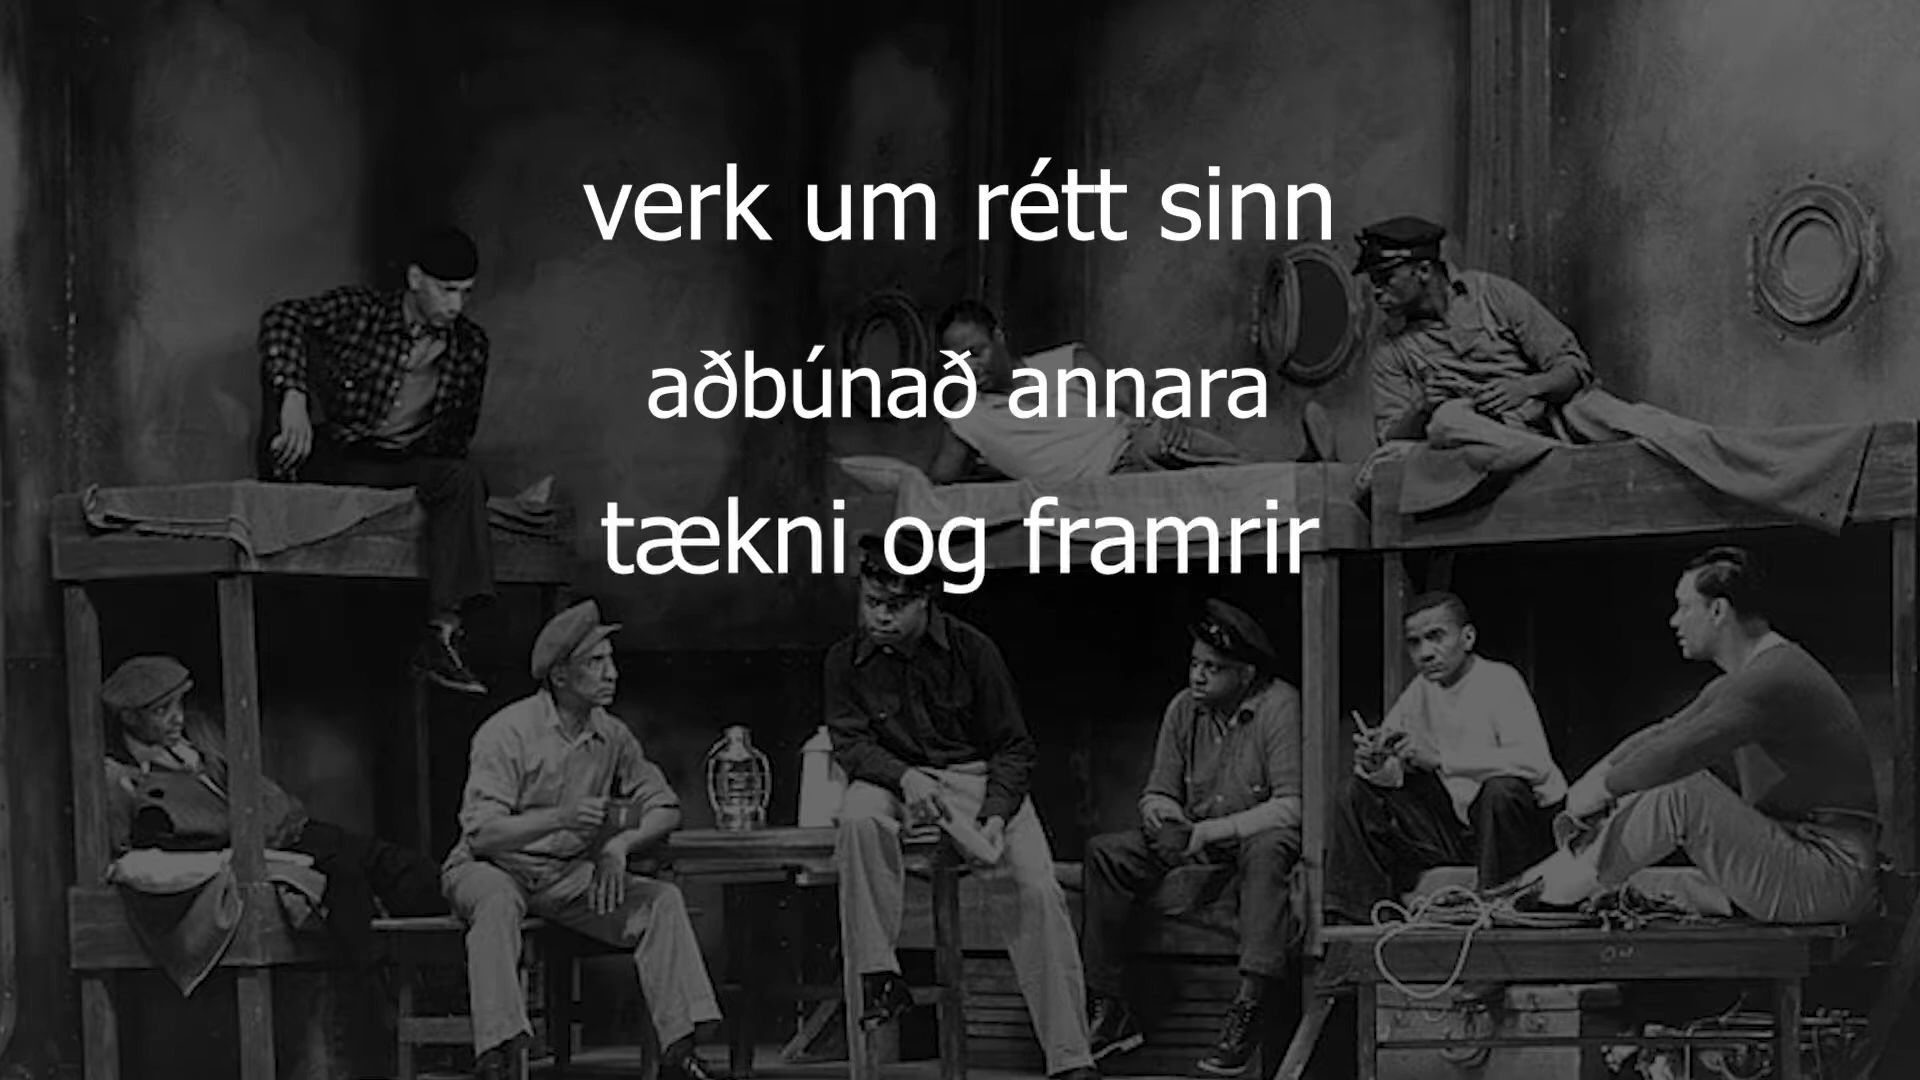 verk um rétt sinn
aðbúnað annara
tækni og framrir